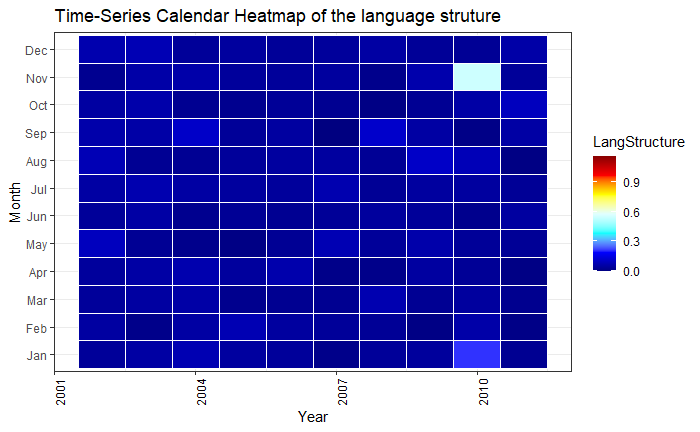 Time-Series Calendar Heatmap of the language struture
Dec
Nov
Oct
Sep
Aug
Jul
Jun
May
Apr
Mar
Feb
Jan
Month
2001
2004
2007
2010
Year
LangStructure
0.9
0.6
0.3
0.0